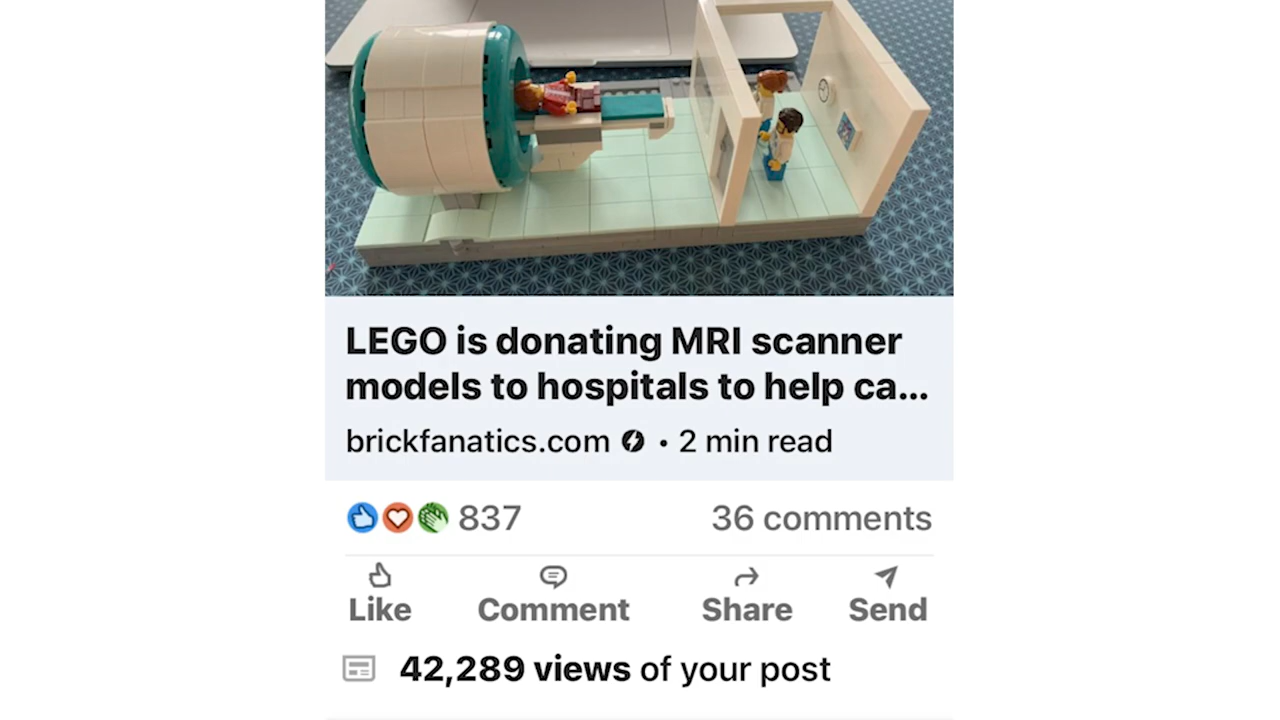 LEGO is donating MRI scanner
models to hospitals to help ca...
brickfanatics.com • 2 min read
837 36 comments
Like Comment Share Send
42,289 views of your post